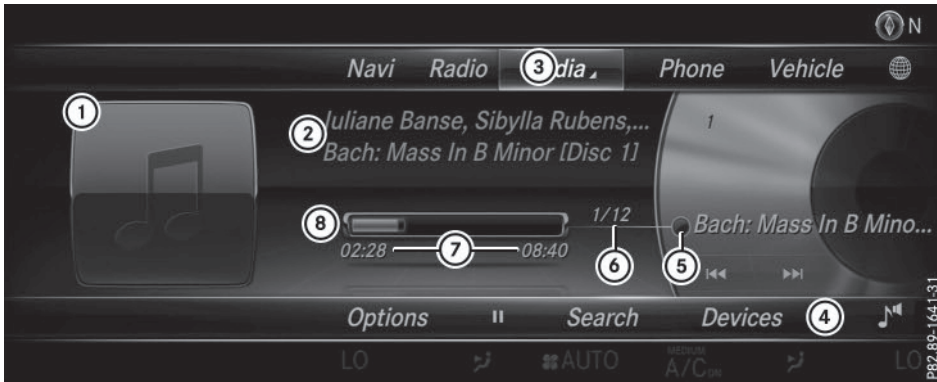 N
Navi Radio dia Phone Vehicle
1
3
2
Juliane Banse, Sibylla Rubens,...
Bach: Mass In B Minor [Disc 1]
1
8
1/12
Bach: Mass In B Mino...
02:28
7
08:40
6
5
Options Search Devices
4
LO AUTO MEDIUM A/C LO
P82.89-1641-31